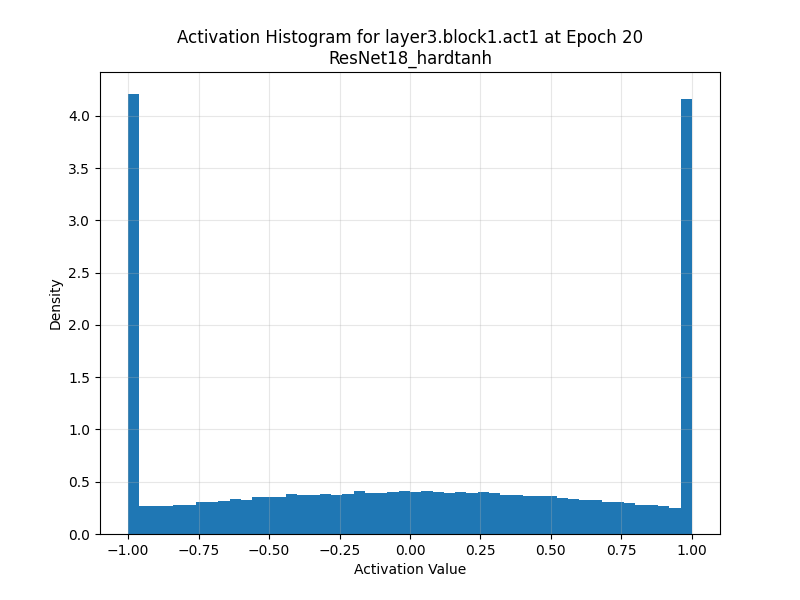 Activation Histogram for layer3.block1.act1 at Epoch 20
ResNet18_hardtanh
Density
4.0
3.5
3.0
2.5
2.0
1.5
1.0
0.5
0.0
−1.00 −0.75 −0.50 −0.25 0.00 0.25 0.50 0.75 1.00
Activation Value